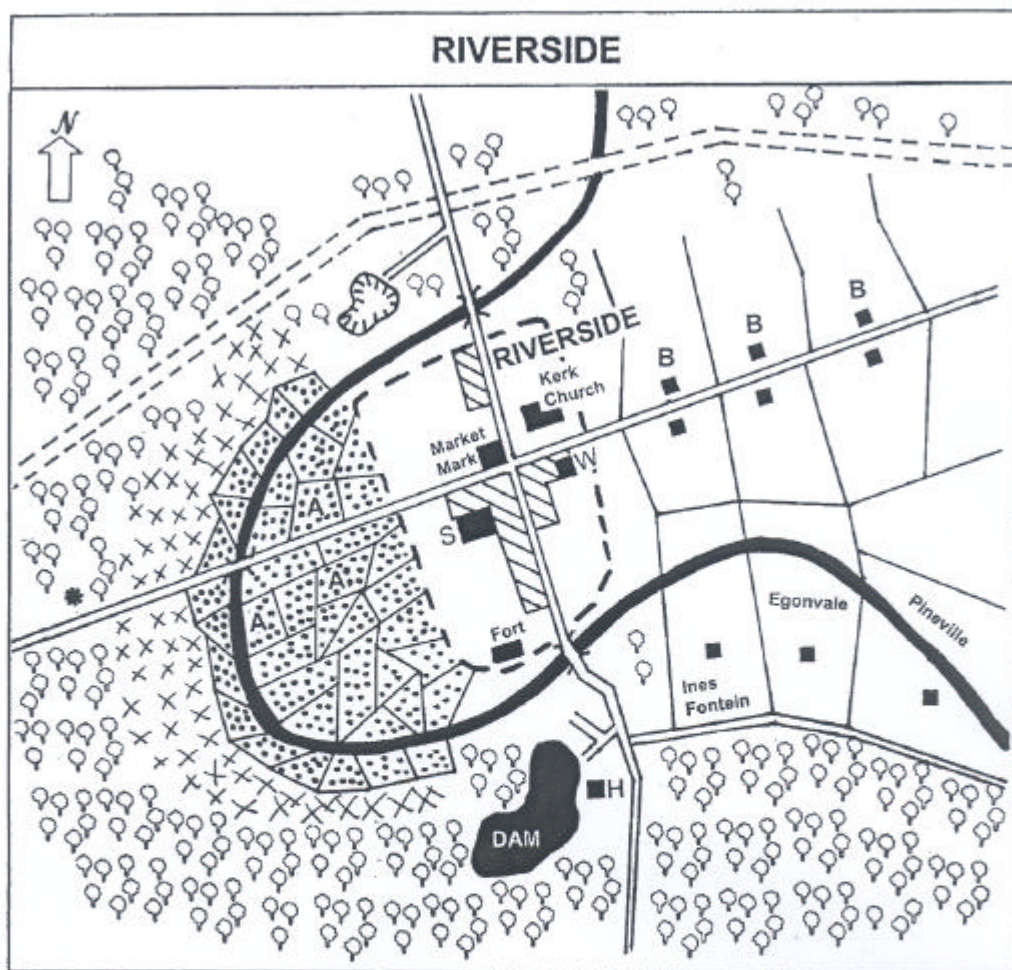 RIVERSIDE
N
RIVERSIDE
Kerk
Church
Market
Mark
W
S
B
B
B
A
A
A
Fort
Egonvale
Pineville
Ines
Fontein
H
DAM